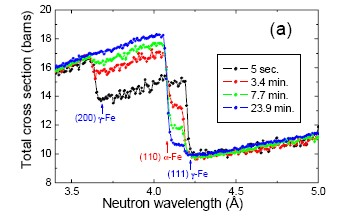 20
18
16
14
12
10
8
Total cross section (barns)
(a)
5 sec.
3.4 min.
7.7 min.
23.9 min.
(200) γ-Fe
(110) α-Fe
(111) γ-Fe
3.5 4.0 4.5 5.0
Neutron wavelength (Å)